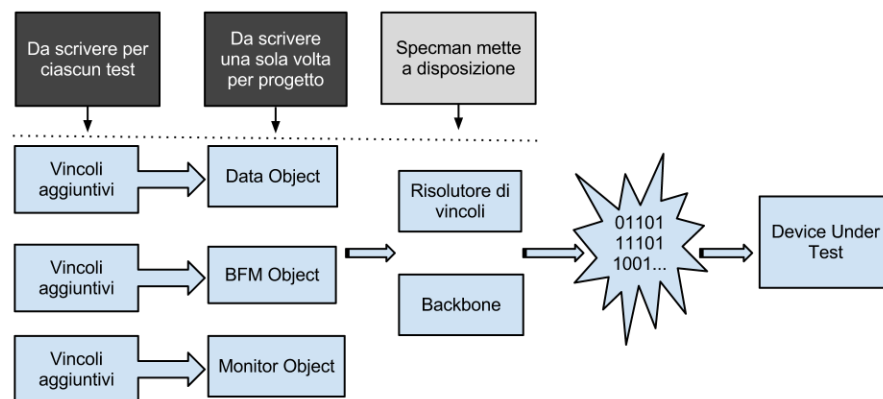 Da scrivere per
ciascun test
Da scrivere
una sola volta
per progetto
Specman mette
a disposizione
Vincoli
aggiuntivi
Data Object
Vincoli
aggiuntivi
BFM Object
Vincoli
aggiuntivi
Monitor Object
Risolutore di
vincoli
Backbone
01101
11101
1001...
Device Under
Test